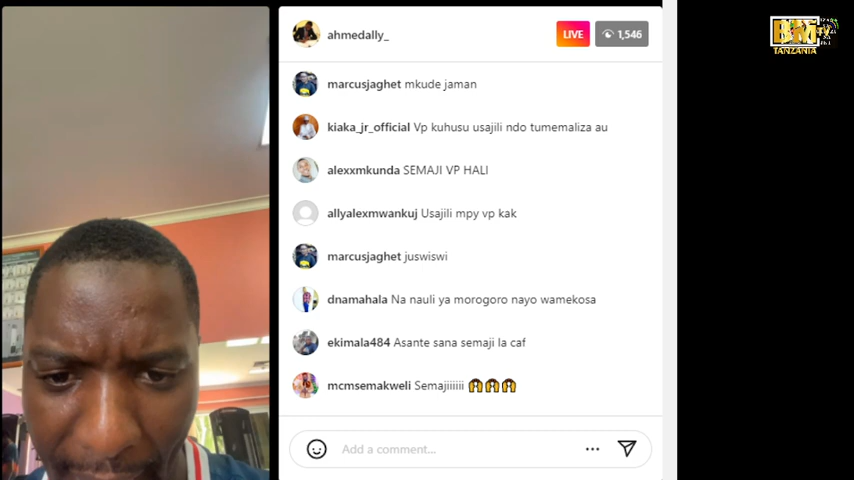 ahmedally_
LIVE
1,546
marcusjaghet mkude jaman
kiaka_jr_official Vp kuhusu usajili ndo tumemaliza au
alexxmkunda SEMAJI VP HALI
allyalexmwankuj Usajili mpy vp kak
marcusjaghet juswiswi
dnamahala Na nauli ya morogoro nayo wamekosa
ekimala484 Asante sana semaji la caf
mcmsemakweli Semajiiiiiii
Add a comment...
TANZANIA